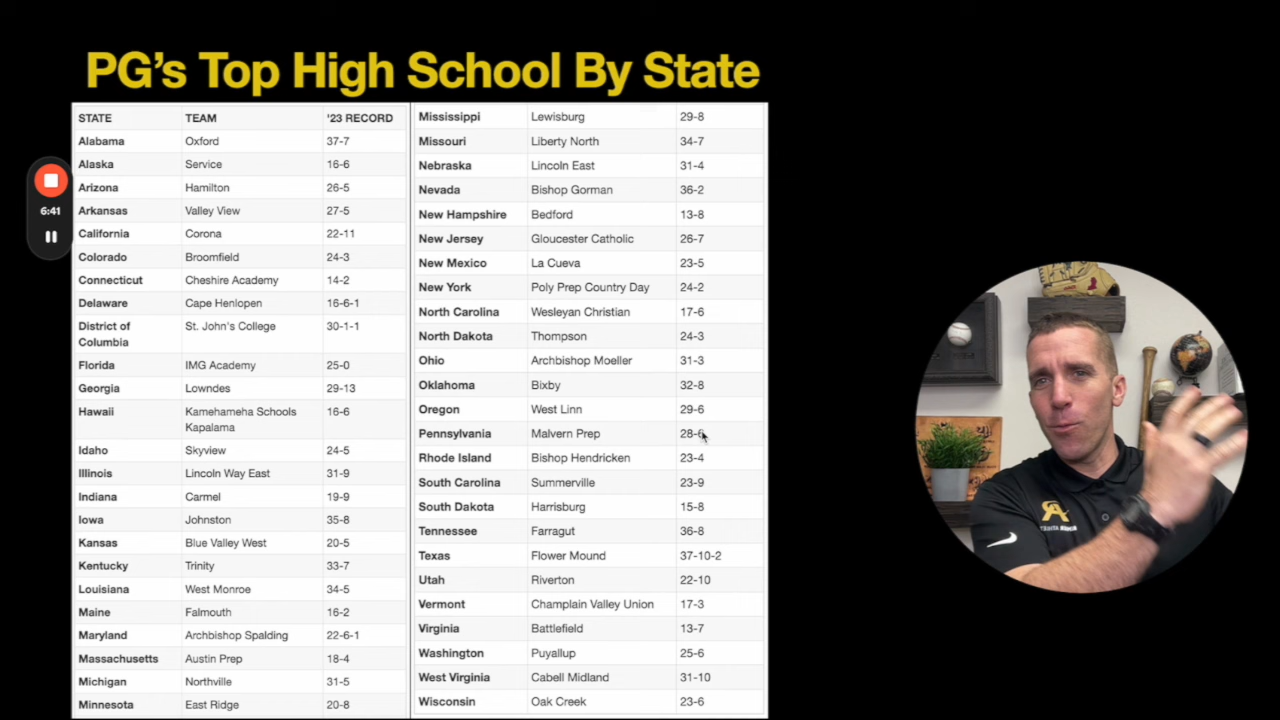 PG's Top High School By State
STATE TEAM '23 RECORD
Alabama Oxford 37-7
Alaska Service 16-6
Arizona Hamilton 26-5
Arkansas Valley View 27-5
California Corona 22-11
Colorado Broomfield 24-3
Connecticut Cheshire Academy 14-2
Delaware Cape Henlopen 16-6-1
District of Columbia St. John's College 30-1-1
Florida IMG Academy 25-0
Georgia Lowndes 29-13
Hawaii Kamehameha Schools Kapalama 16-6
Idaho Skyview 24-5
Illinois Lincoln Way East 31-9
Indiana Carmel 19-9
Iowa Johnston 35-8
Kansas Blue Valley West 20-5
Kentucky Trinity 33-7
Louisiana West Monroe 34-5
Maine Falmouth 16-2
Maryland Archbishop Spalding 22-6-1
Massachusetts Austin Prep 18-4
Michigan Northville 31-5
Minnesota East Ridge 20-8
Mississippi Lewisburg 29-8
Missouri Liberty North 34-7
Nebraska Lincoln East 31-4
Nevada Bishop Gorman 36-2
New Hampshire Bedford 13-8
New Jersey Gloucester Catholic 26-7
New Mexico La Cueva 23-5
New York Poly Prep Country Day 24-2
North Carolina Wesleyan Christian 17-6
North Dakota Thompson 24-3
Ohio Archbishop Moeller 31-3
Oklahoma Bixby 32-8
Oregon West Linn 29-6
Pennsylvania Malvern Prep 28-6
Rhode Island Bishop Hendricken 23-4
South Carolina Summerville 23-9
South Dakota Harrisburg 15-8
Tennessee Farragut 36-8
Texas Flower Mound 37-10-2
Utah Riverton 22-10
Vermont Champlain Valley Union 17-3
Virginia Battlefield 13-7
Washington Puyallup 25-6
West Virginia Cabell Midland 31-10
Wisconsin Oak Creek 23-6
6:41